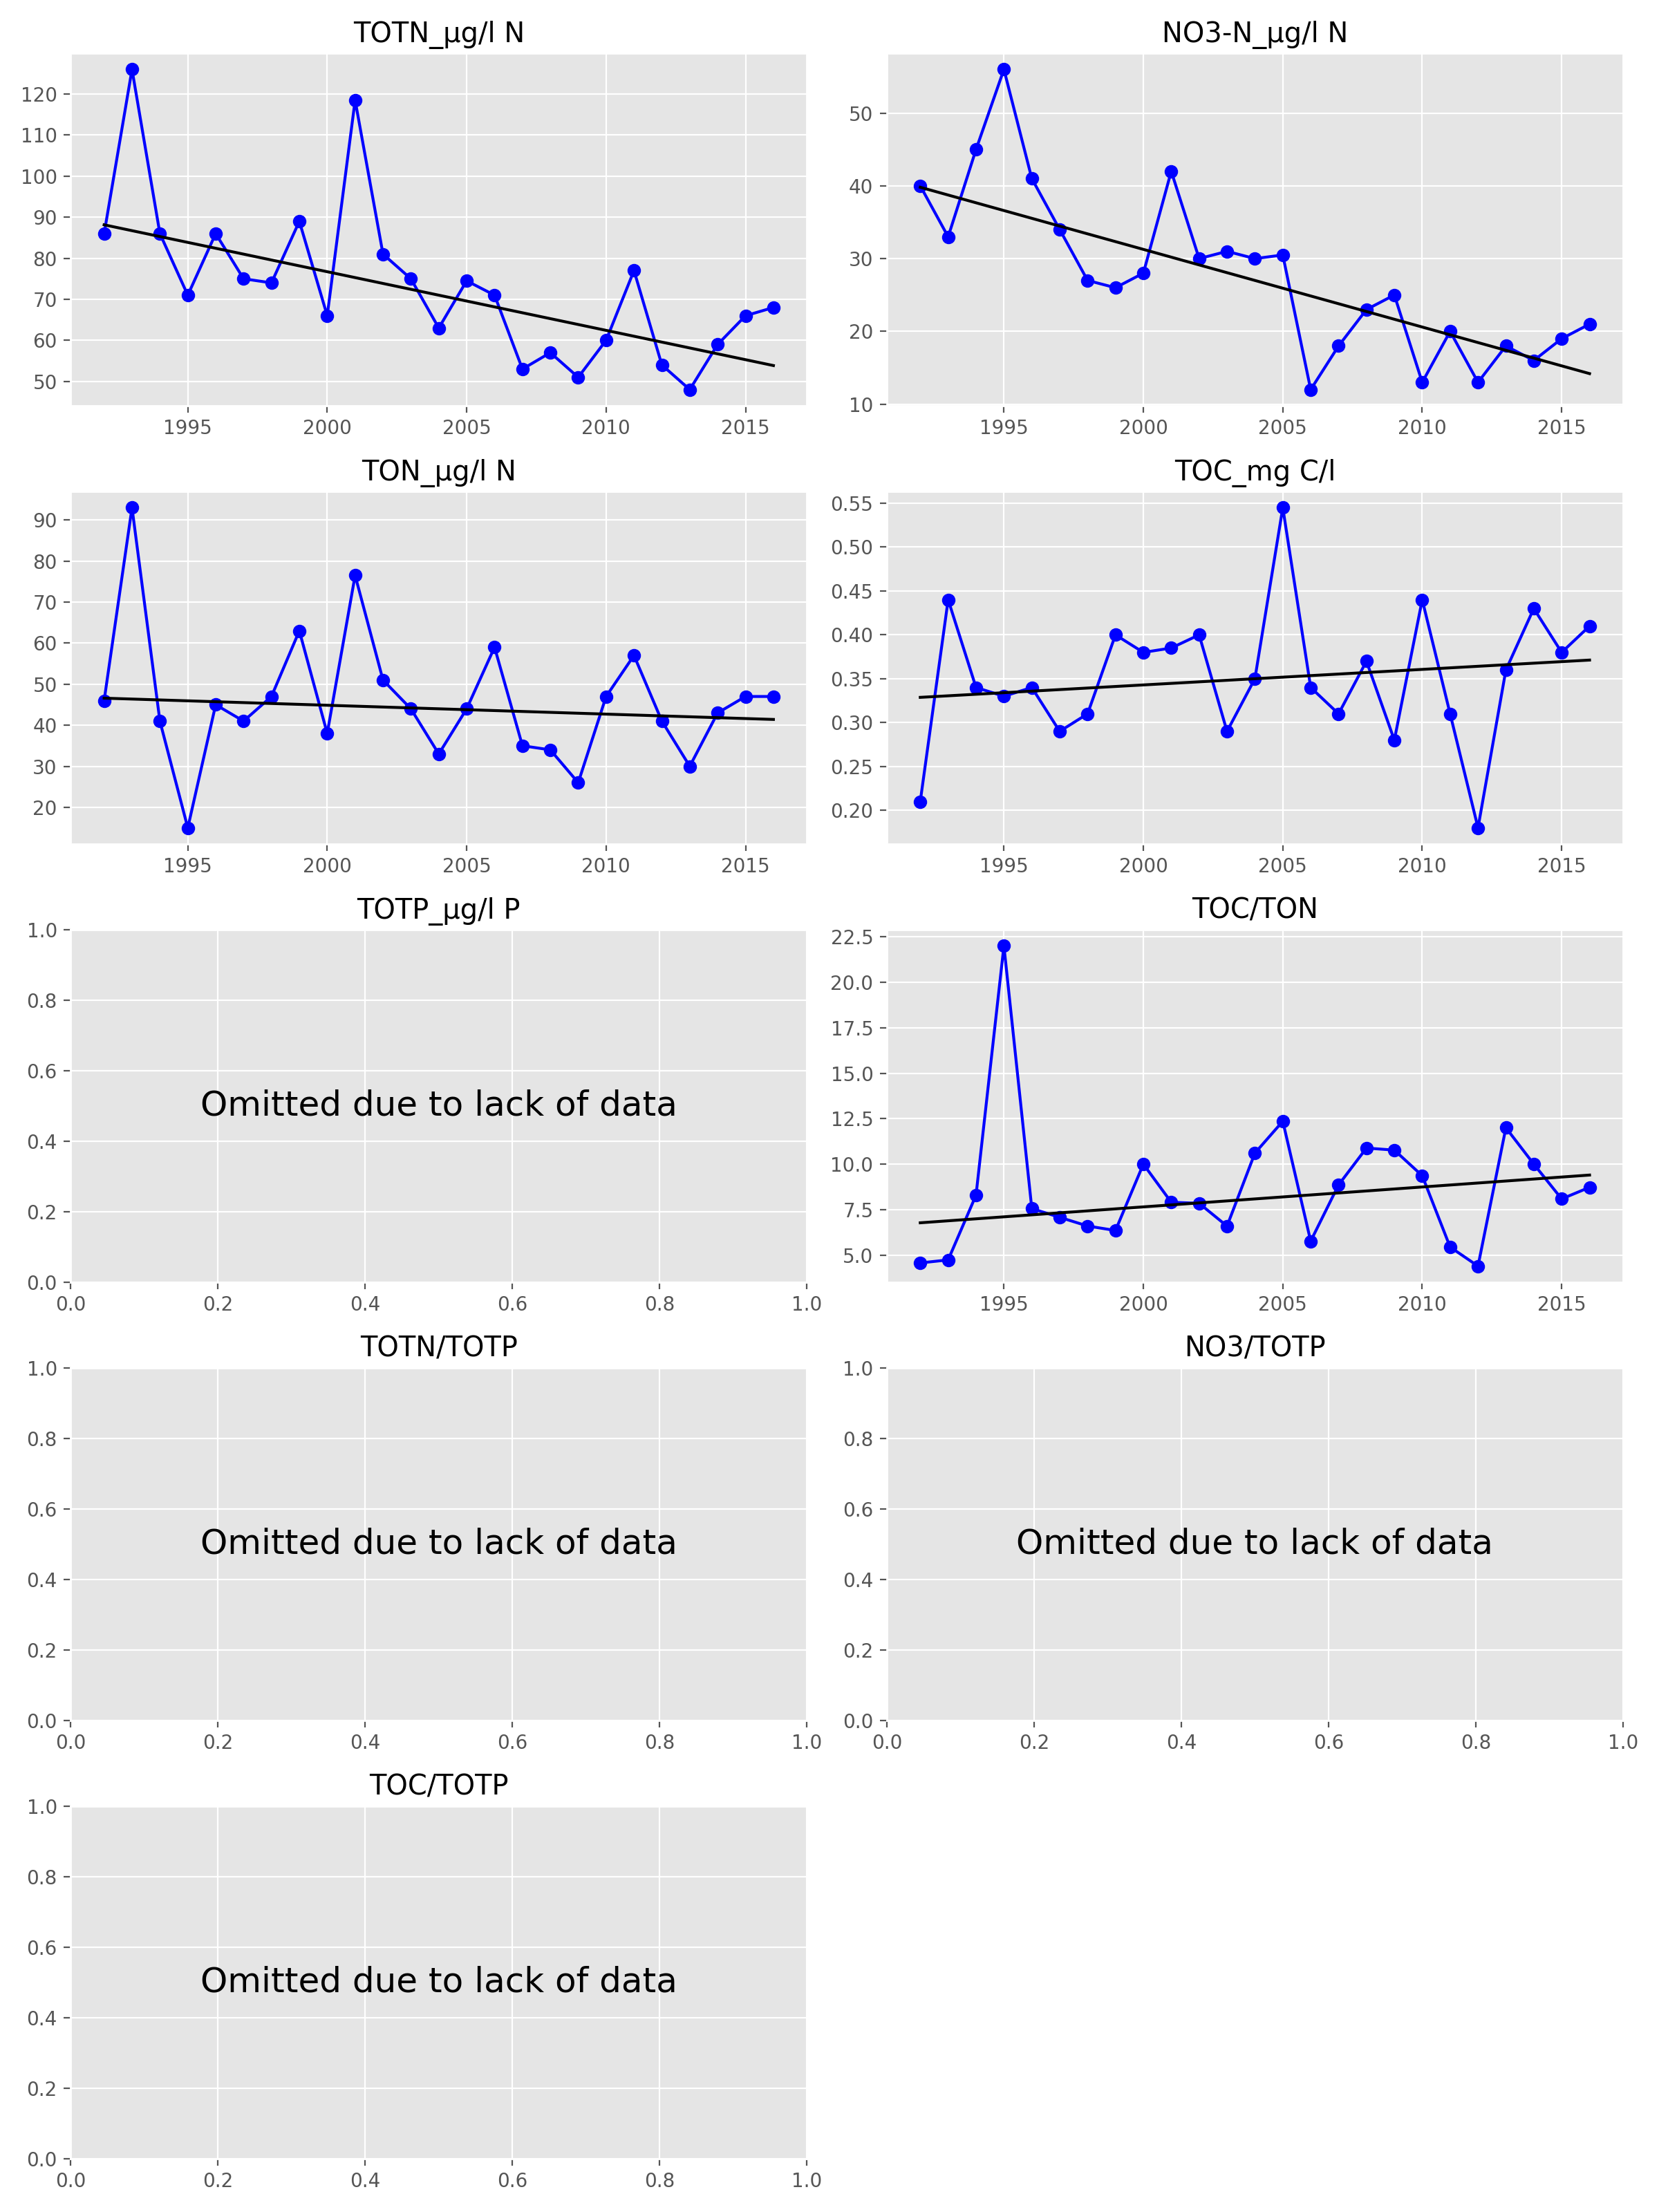 TOTN_µg/l N
NO3-N_µg/l N
120
110
100
90
80
70
60
50
1995 2000 2005 2010 2015
50
40
30
20
10
1995 2000 2005 2010 2015
TON_µg/l N
TOC_mg C/l
90
80
70
60
50
40
30
20
1995 2000 2005 2010 2015
0.55
0.50
0.45
0.40
0.35
0.30
0.25
0.20
1995 2000 2005 2010 2015
TOTP_µg/l P
TOC/TON
1.0
0.8
0.6
Omitted due to lack of data
0.4
0.2
0.0
0.0 0.2 0.4 0.6 0.8 1.0
22.5
20.0
17.5
15.0
12.5
10.0
7.5
5.0
1995 2000 2005 2010 2015
TOTN/TOTP
NO3/TOTP
1.0
0.8
0.6
Omitted due to lack of data
0.4
0.2
0.0
0.0 0.2 0.4 0.6 0.8 1.0
1.0
0.8
0.6
Omitted due to lack of data
0.4
0.2
0.0
0.0 0.2 0.4 0.6 0.8 1.0
TOC/TOTP
1.0
0.8
0.6
Omitted due to lack of data
0.4
0.2
0.0
0.0 0.2 0.4 0.6 0.8 1.0